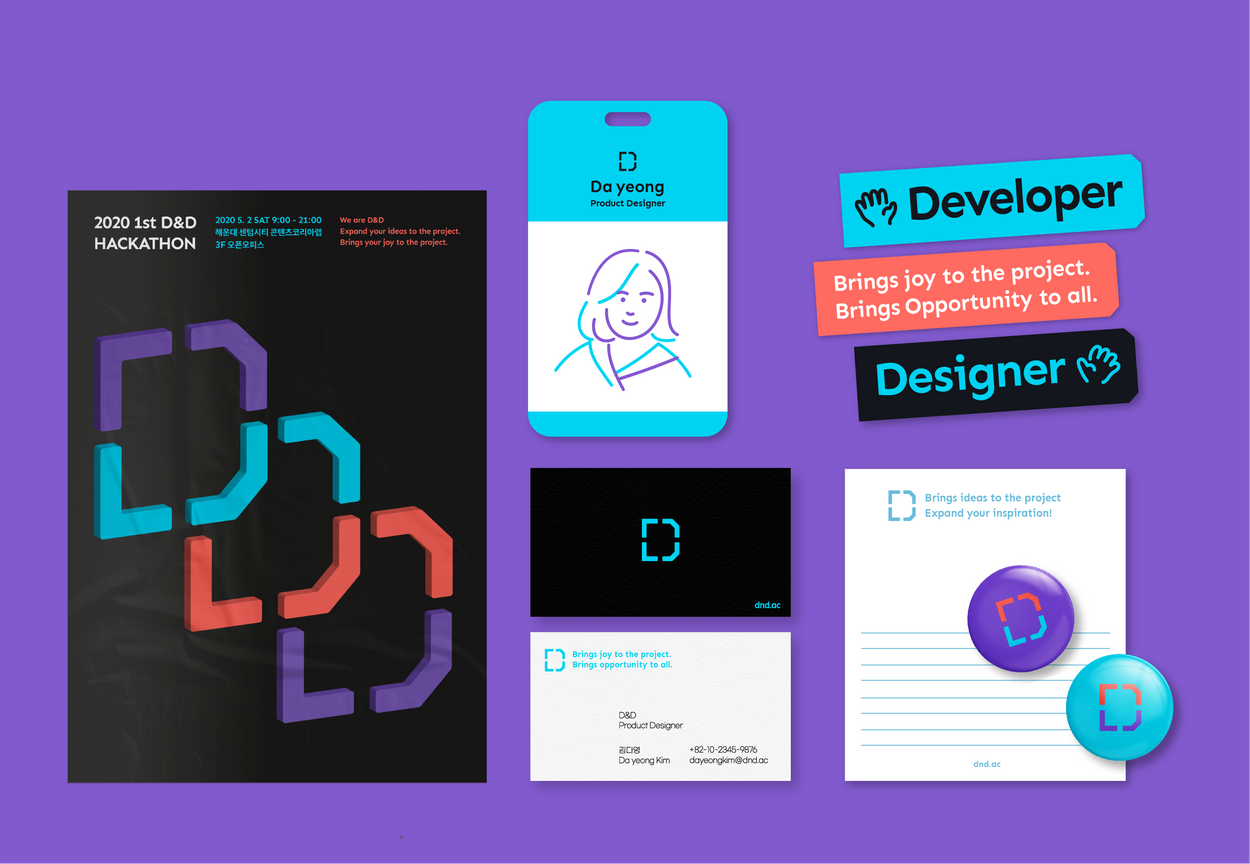 2020 1st D&D
HACKATHON
2020 5. 2 SAT 9:00 - 21:00
해운대 센텀시티 콘텐츠코리아랩
3F 오픈오피스
We are D&D
Expand your ideas to the project.
Brings your joy to the project.
Da yeong
Product Designer
Developer
Brings joy to the project.
Brings Opportunity to all.
Designer
dnd.ac
Brings joy to the project.
Brings opportunity to all.
D&D
Product Designer
김다영
Da yeong Kim
+82-10-2345-9876
dayeongkim@dnd.ac
Brings ideas to the project
Expand your inspiration!
dnd.ac